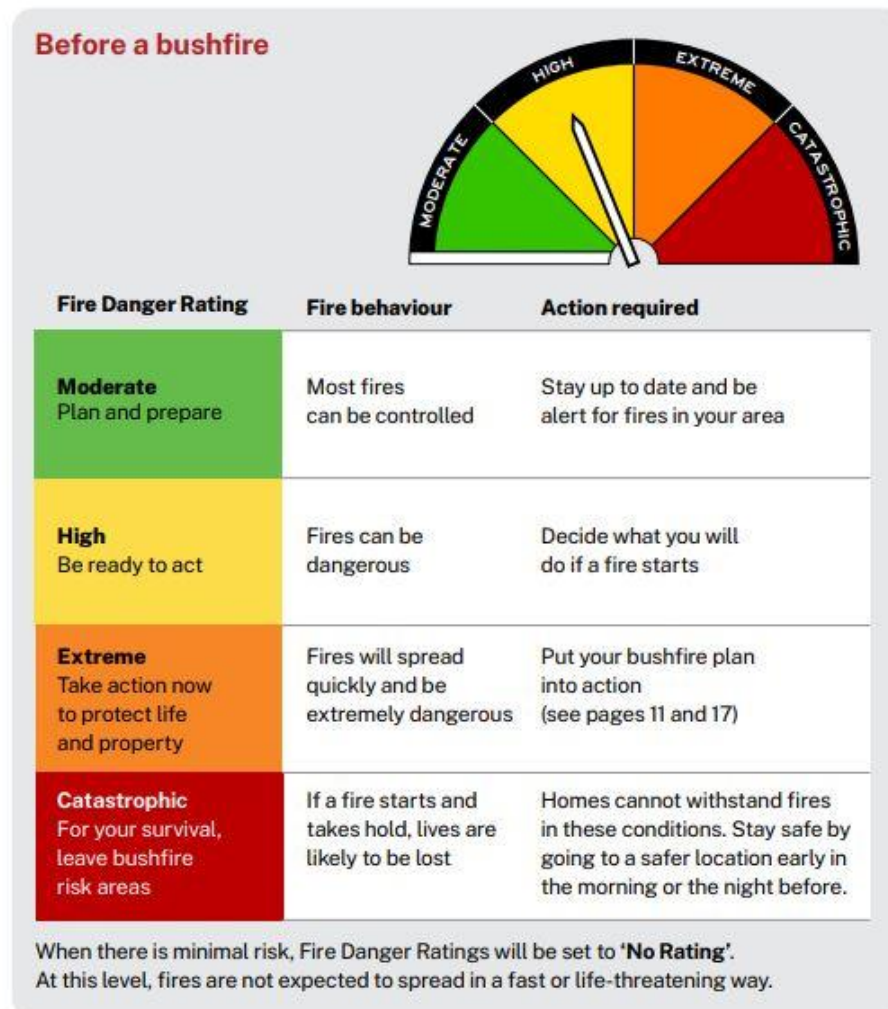 Before a bushfire
MODERATE
HIGH
EXTREME
CATASTROPHIC
Fire Danger Rating
Fire behaviour
Action required
Moderate
Plan and prepare
Most fires
can be controlled
Stay up to date and be
alert for fires in your area
High
Be ready to act
Fires can be
dangerous
Decide what you will
do if a fire starts
Extreme
Take action now
to protect life
and property
Fires will spread
quickly and be
extremely dangerous
Put your bushfire plan
into action
(see pages 11 and 17)
Catastrophic
For your survival,
leave bushfire
risk areas
If a fire starts and
takes hold, lives are
likely to be lost
Homes cannot withstand fires
in these conditions. Stay safe by
going to a safer location early in
the morning or the night before.
When there is minimal risk, Fire Danger Ratings will be set to ‘No Rating’.
At this level, fires are not expected to spread in a fast or life-threatening way.